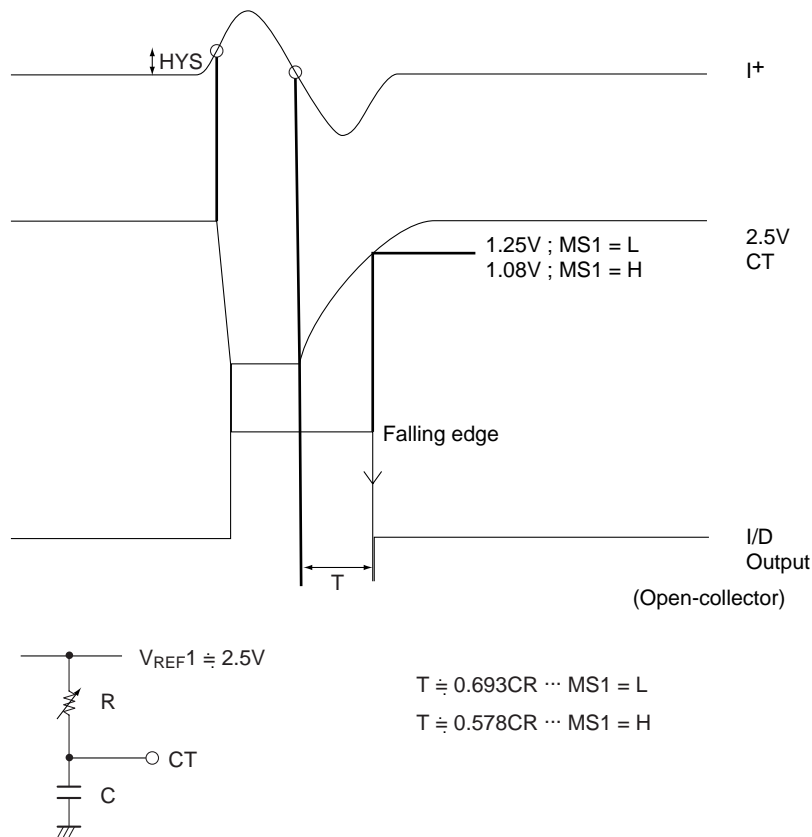 HYS
I+
1.25V ; MS1 = L
1.08V ; MS1 = H
2.5V
CT
Falling edge
I/D
Output
(Open-collector)
T
VREF1 ≒ 2.5V
R
CT
C
T ≒ 0.693CR ··· MS1 = L
T ≒ 0.578CR ··· MS1 = H